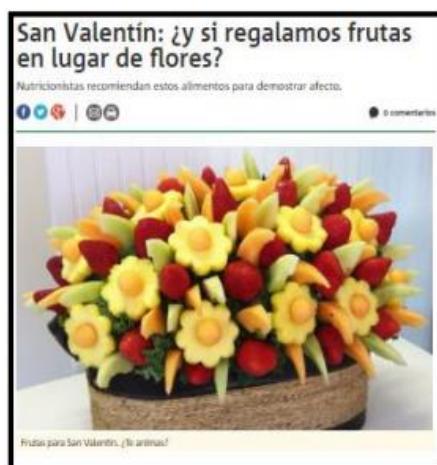 San Valentín: ¿y si regalamos frutas
en lugar de flores?
Nutricionistas recomiendan estos alimentos para demostrar afecto.
0 comentarios
Frutas para San Valentín. ¿Te animas?